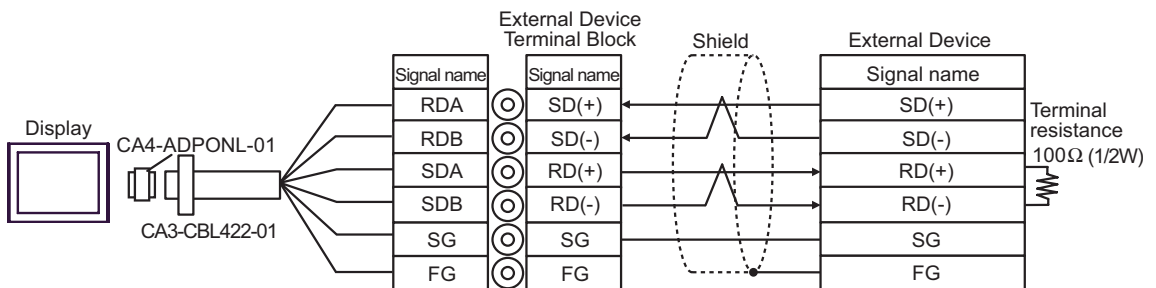 External Device
Terminal Block
Shield
External Device
Signal name
Signal name
Signal name
RDA
SD(+)
SD(+)
RDB
SD(-)
SD(-)
SDA
RD(+)
RD(+)
SDB
RD(-)
RD(-)
SG
SG
SG
FG
FG
FG
Display
CA4-ADPONL-01
CA3-CBL422-01
Terminal
resistance
100Ω (1/2W)